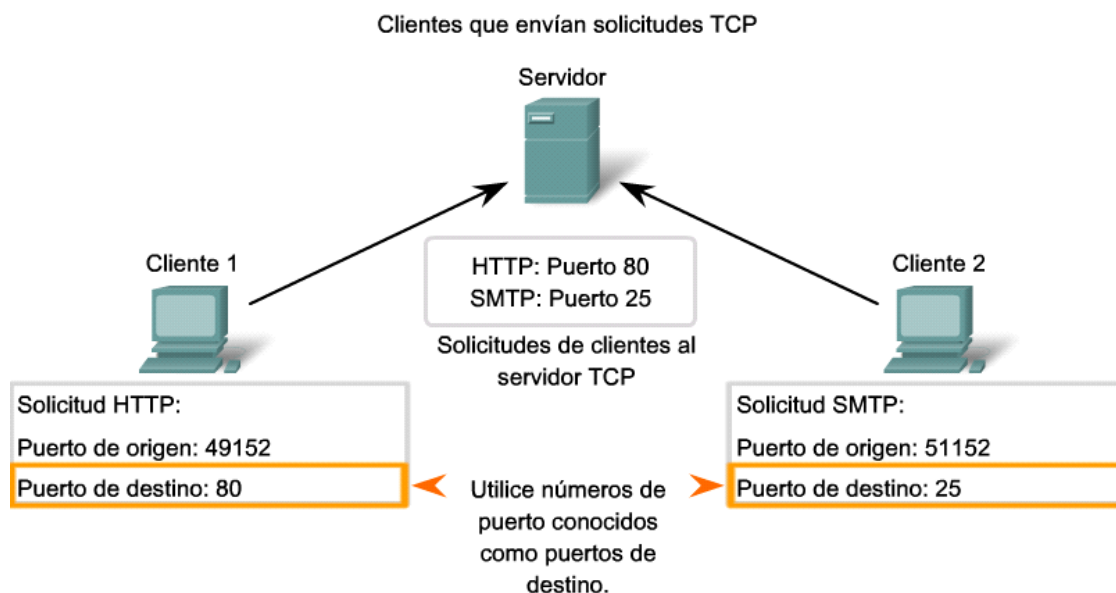 Clientes que envían solicitudes TCP
Servidor
Cliente 1
HTTP: Puerto 80
SMTP: Puerto 25
Cliente 2
Solicitudes de clientes al
servidor TCP
Solicitud HTTP:
Puerto de origen: 49152
Puerto de destino: 80
Utilice números de
puerto conocidos
como puertos de
destino.
Solicitud SMTP:
Puerto de origen: 51152
Puerto de destino: 25